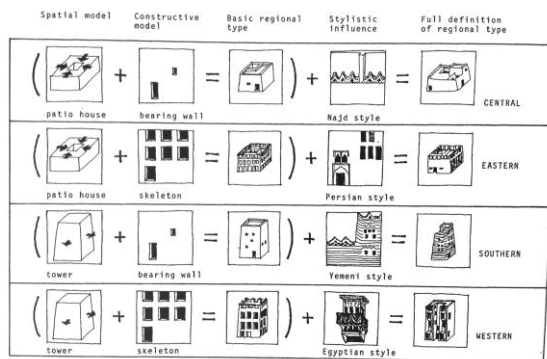 Spatial model
Constructive model
Basic regional type
Stylistic influence
Full definition of regional type
( + = ) + =
patio house
bearing wall
Najd style
CENTRAL
( + = ) + =
patio house
skeleton
Persian style
EASTERN
( + = ) + =
tower
bearing wall
Yemeni style
SOUTHERN
( + = ) + =
tower
skeleton
Egyptian style
WESTERN